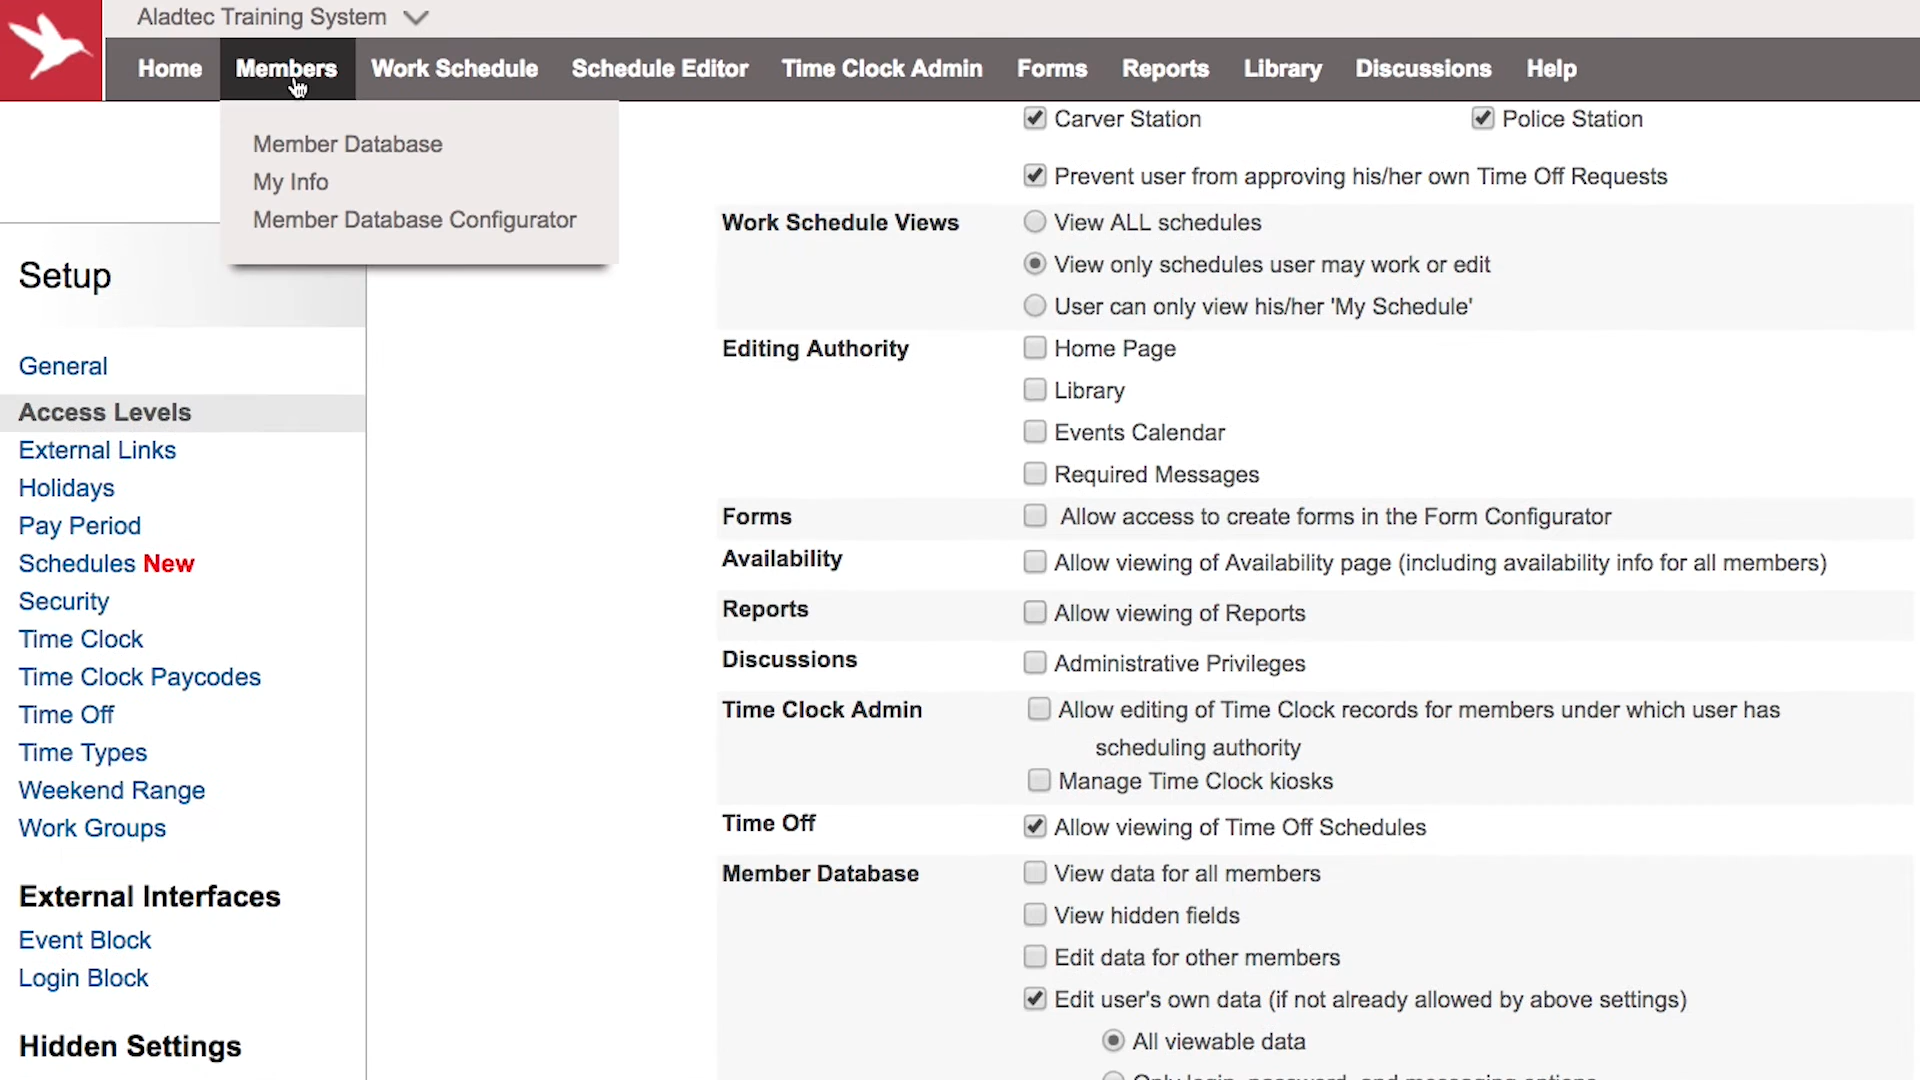 Aladtec Training System
Home Members Work Schedule Schedule Editor Time Clock Admin Forms Reports Library Discussions Help
Member Database
My Info
Member Database Configurator
Setup
General
Access Levels
External Links
Holidays
Pay Period
Schedules New
Security
Time Clock
Time Clock Paycodes
Time Off
Time Types
Weekend Range
Work Groups
External Interfaces
Event Block
Login Block
Hidden Settings
Carver Station Police Station
Prevent user from approving his/her own Time Off Requests
Work Schedule Views View ALL schedules
View only schedules user may work or edit
User can only view his/her 'My Schedule'
Editing Authority Home Page
Library
Events Calendar
Required Messages
Forms Allow access to create forms in the Form Configurator
Availability Allow viewing of Availability page (including availability info for all members)
Reports Allow viewing of Reports
Discussions Administrative Privileges
Time Clock Admin Allow editing of Time Clock records for members under which user has
scheduling authority
Manage Time Clock kiosks
Time Off Allow viewing of Time Off Schedules
Member Database View data for all members
View hidden fields
Edit data for other members
Edit user's own data (if not already allowed by above settings)
All viewable data